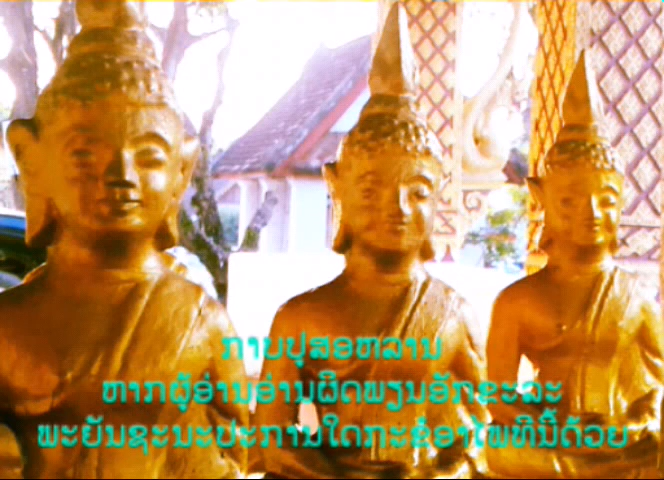 ກາບປຸສອຫລານ
ຫາກຜູ້ອ່ານອ່ານຜິດພຽນອັກຂະລະ
ພະຍັນຊະນະປະການໃດກະຂໍອາໄພທີນີ້ດ້ວຍ